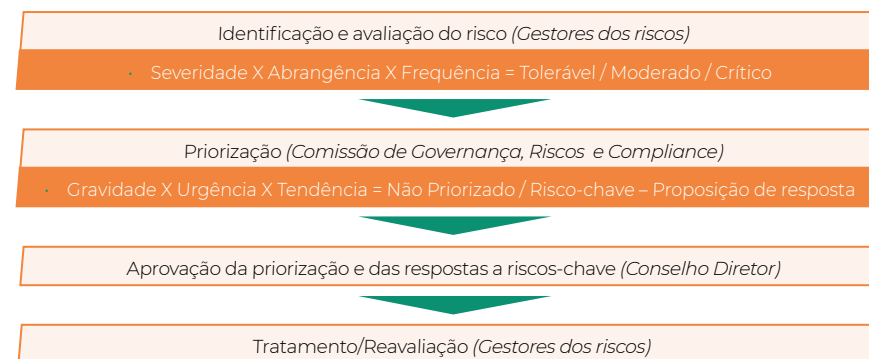 Identificação e avaliação do risco (Gestores dos riscos)
• Severidade X Abrangência X Frequência = Tolerável / Moderado / Crítico
Priorização (Comissão de Governança, Riscos e Compliance)
• Gravidade X Urgência X Tendência = Não Priorizado / Risco-chave – Proposição de resposta
Aprovação da priorização e das respostas a riscos-chave (Conselho Diretor)
Tratamento/Reavaliação (Gestores dos riscos)